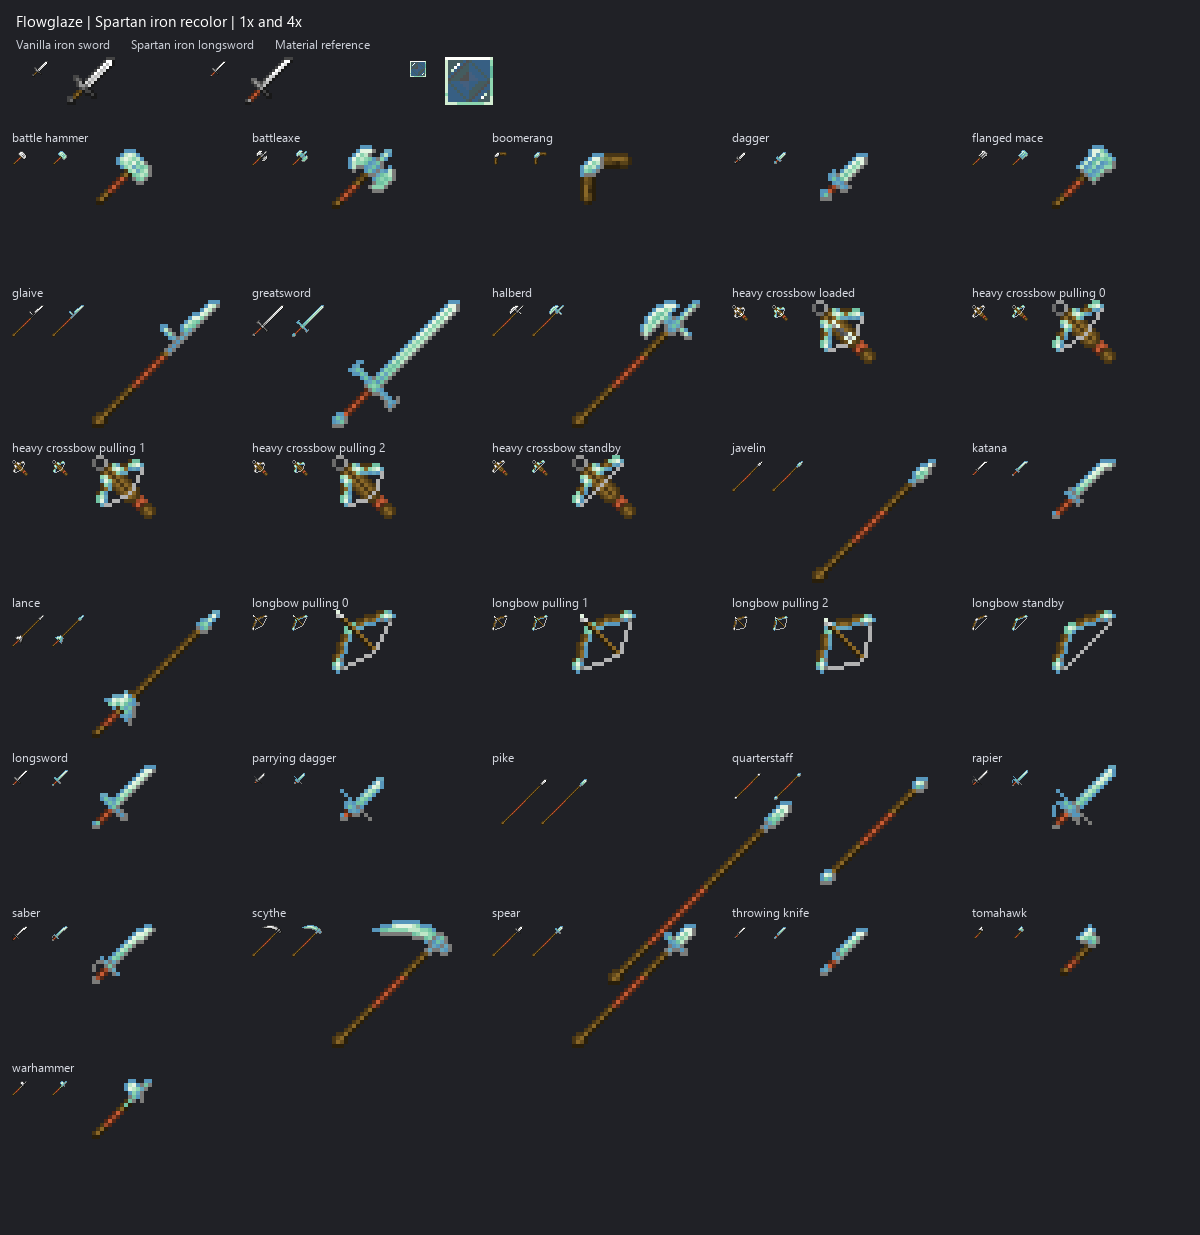 Flowglaze | Spartan iron recolor | 1x and 4x
Vanilla iron sword Spartan iron longsword Material reference
battle hammer battleaxe boomerang dagger flanged mace
glaive greatsword halberd heavy crossbow loaded heavy crossbow pulling 0
heavy crossbow pulling 1 heavy crossbow pulling 2 heavy crossbow standby javelin katana
lance longbow pulling 0 longbow pulling 1 longbow pulling 2 longbow standby
longsword parrying dagger pike quarterstaff rapier
saber scythe spear throwing knife tomahawk
warhammer